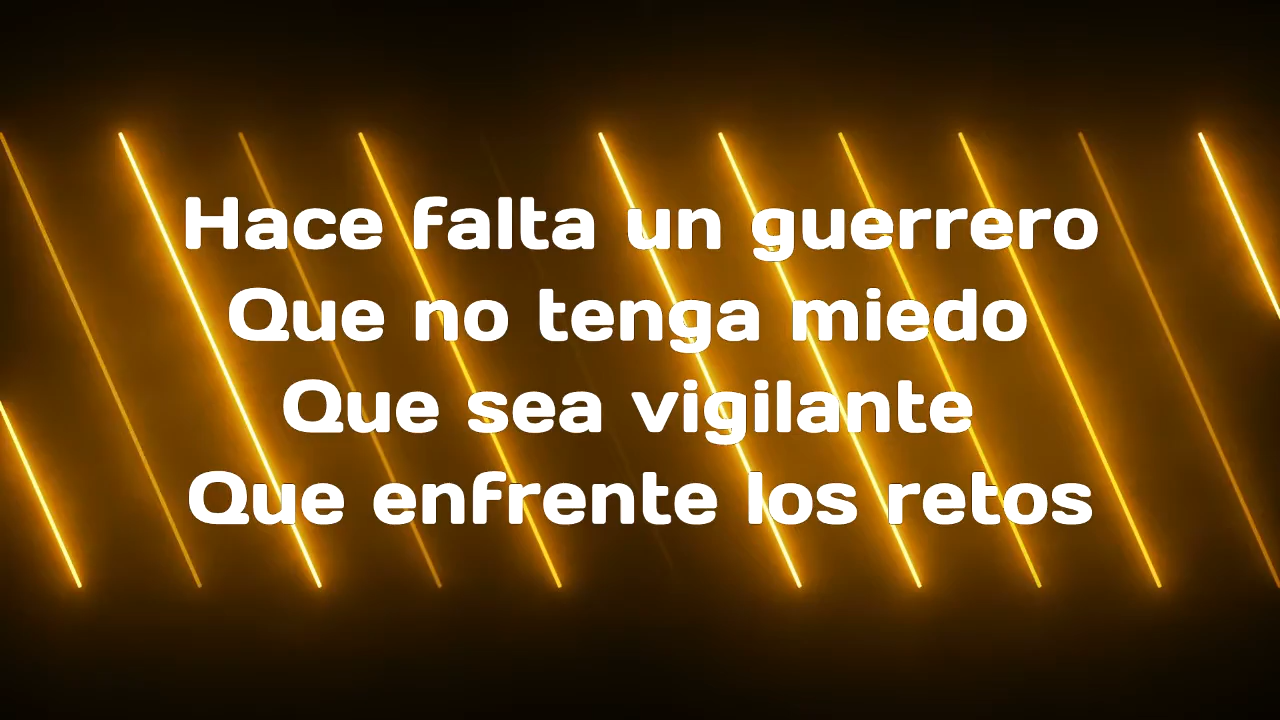 Hace falta un guerrero
Que no tenga miedo
Que sea vigilante
Que enfrente los retos